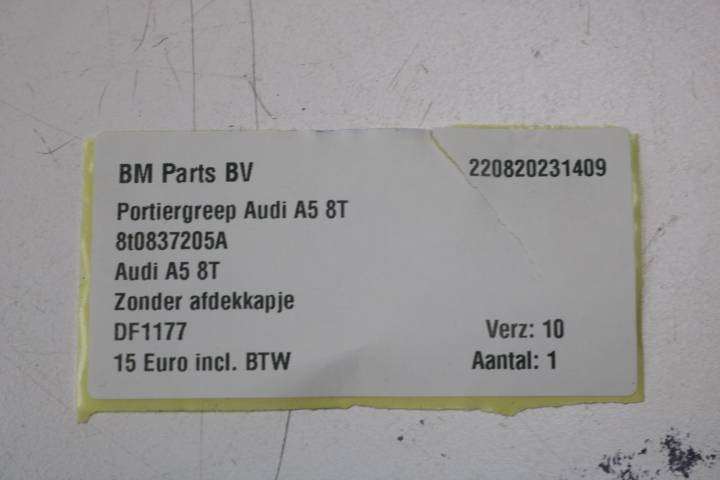 BM Parts BV 220820231409
Portiergreep Audi A5 8T
8t0837205A
Audi A5 8T
Zonder afdekkapje
DF1177 Verz: 10
15 Euro incl. BTW Aantal: 1